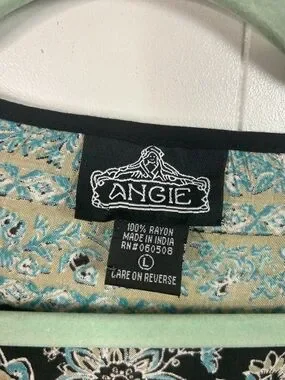 ANGIE
100% RAYON
MADE IN INDIA
RN# 060508
L
CARE ON REVERSE